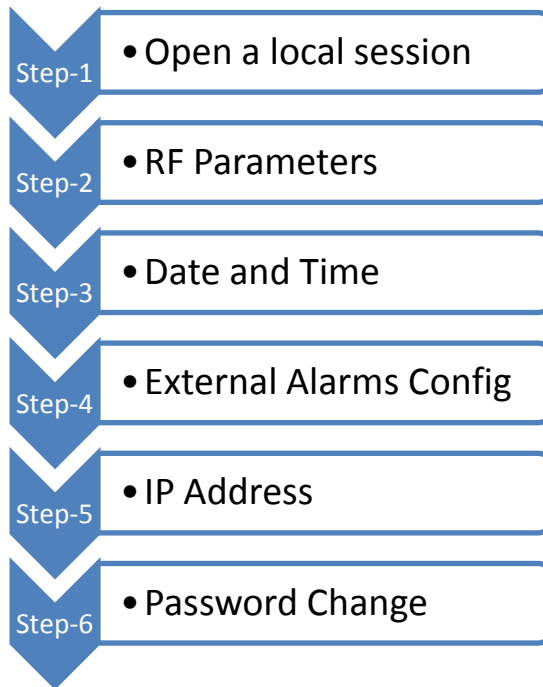 Step-1
• Open a local session
Step-2
• RF Parameters
Step-3
• Date and Time
Step-4
• External Alarms Config
Step-5
• IP Address
Step-6
• Password Change